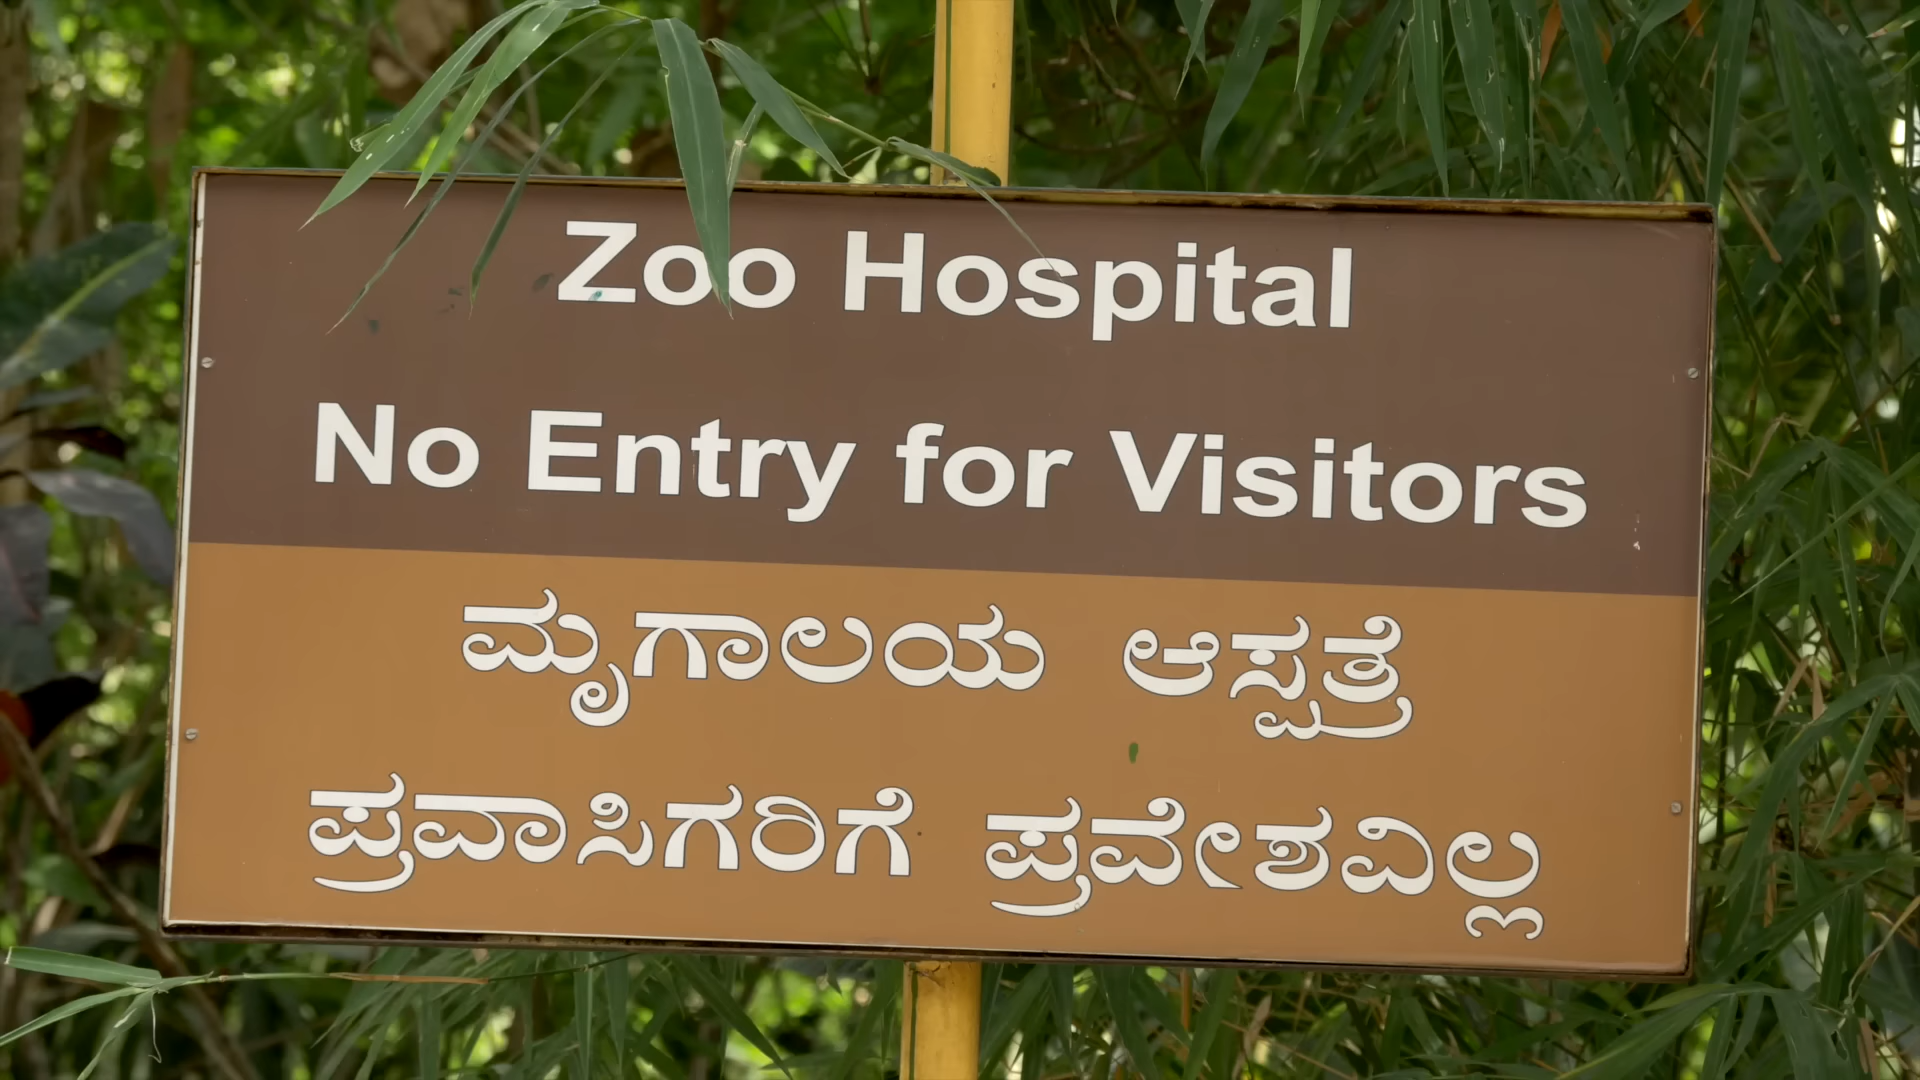 Zoo Hospital
No Entry for Visitors
ಮೃಗಾಲಯ ಆಸ್ಪತ್ರೆ
ಪ್ರವಾಸಿಗರಿಗೆ ಪ್ರವೇಶವಿಲ್ಲ